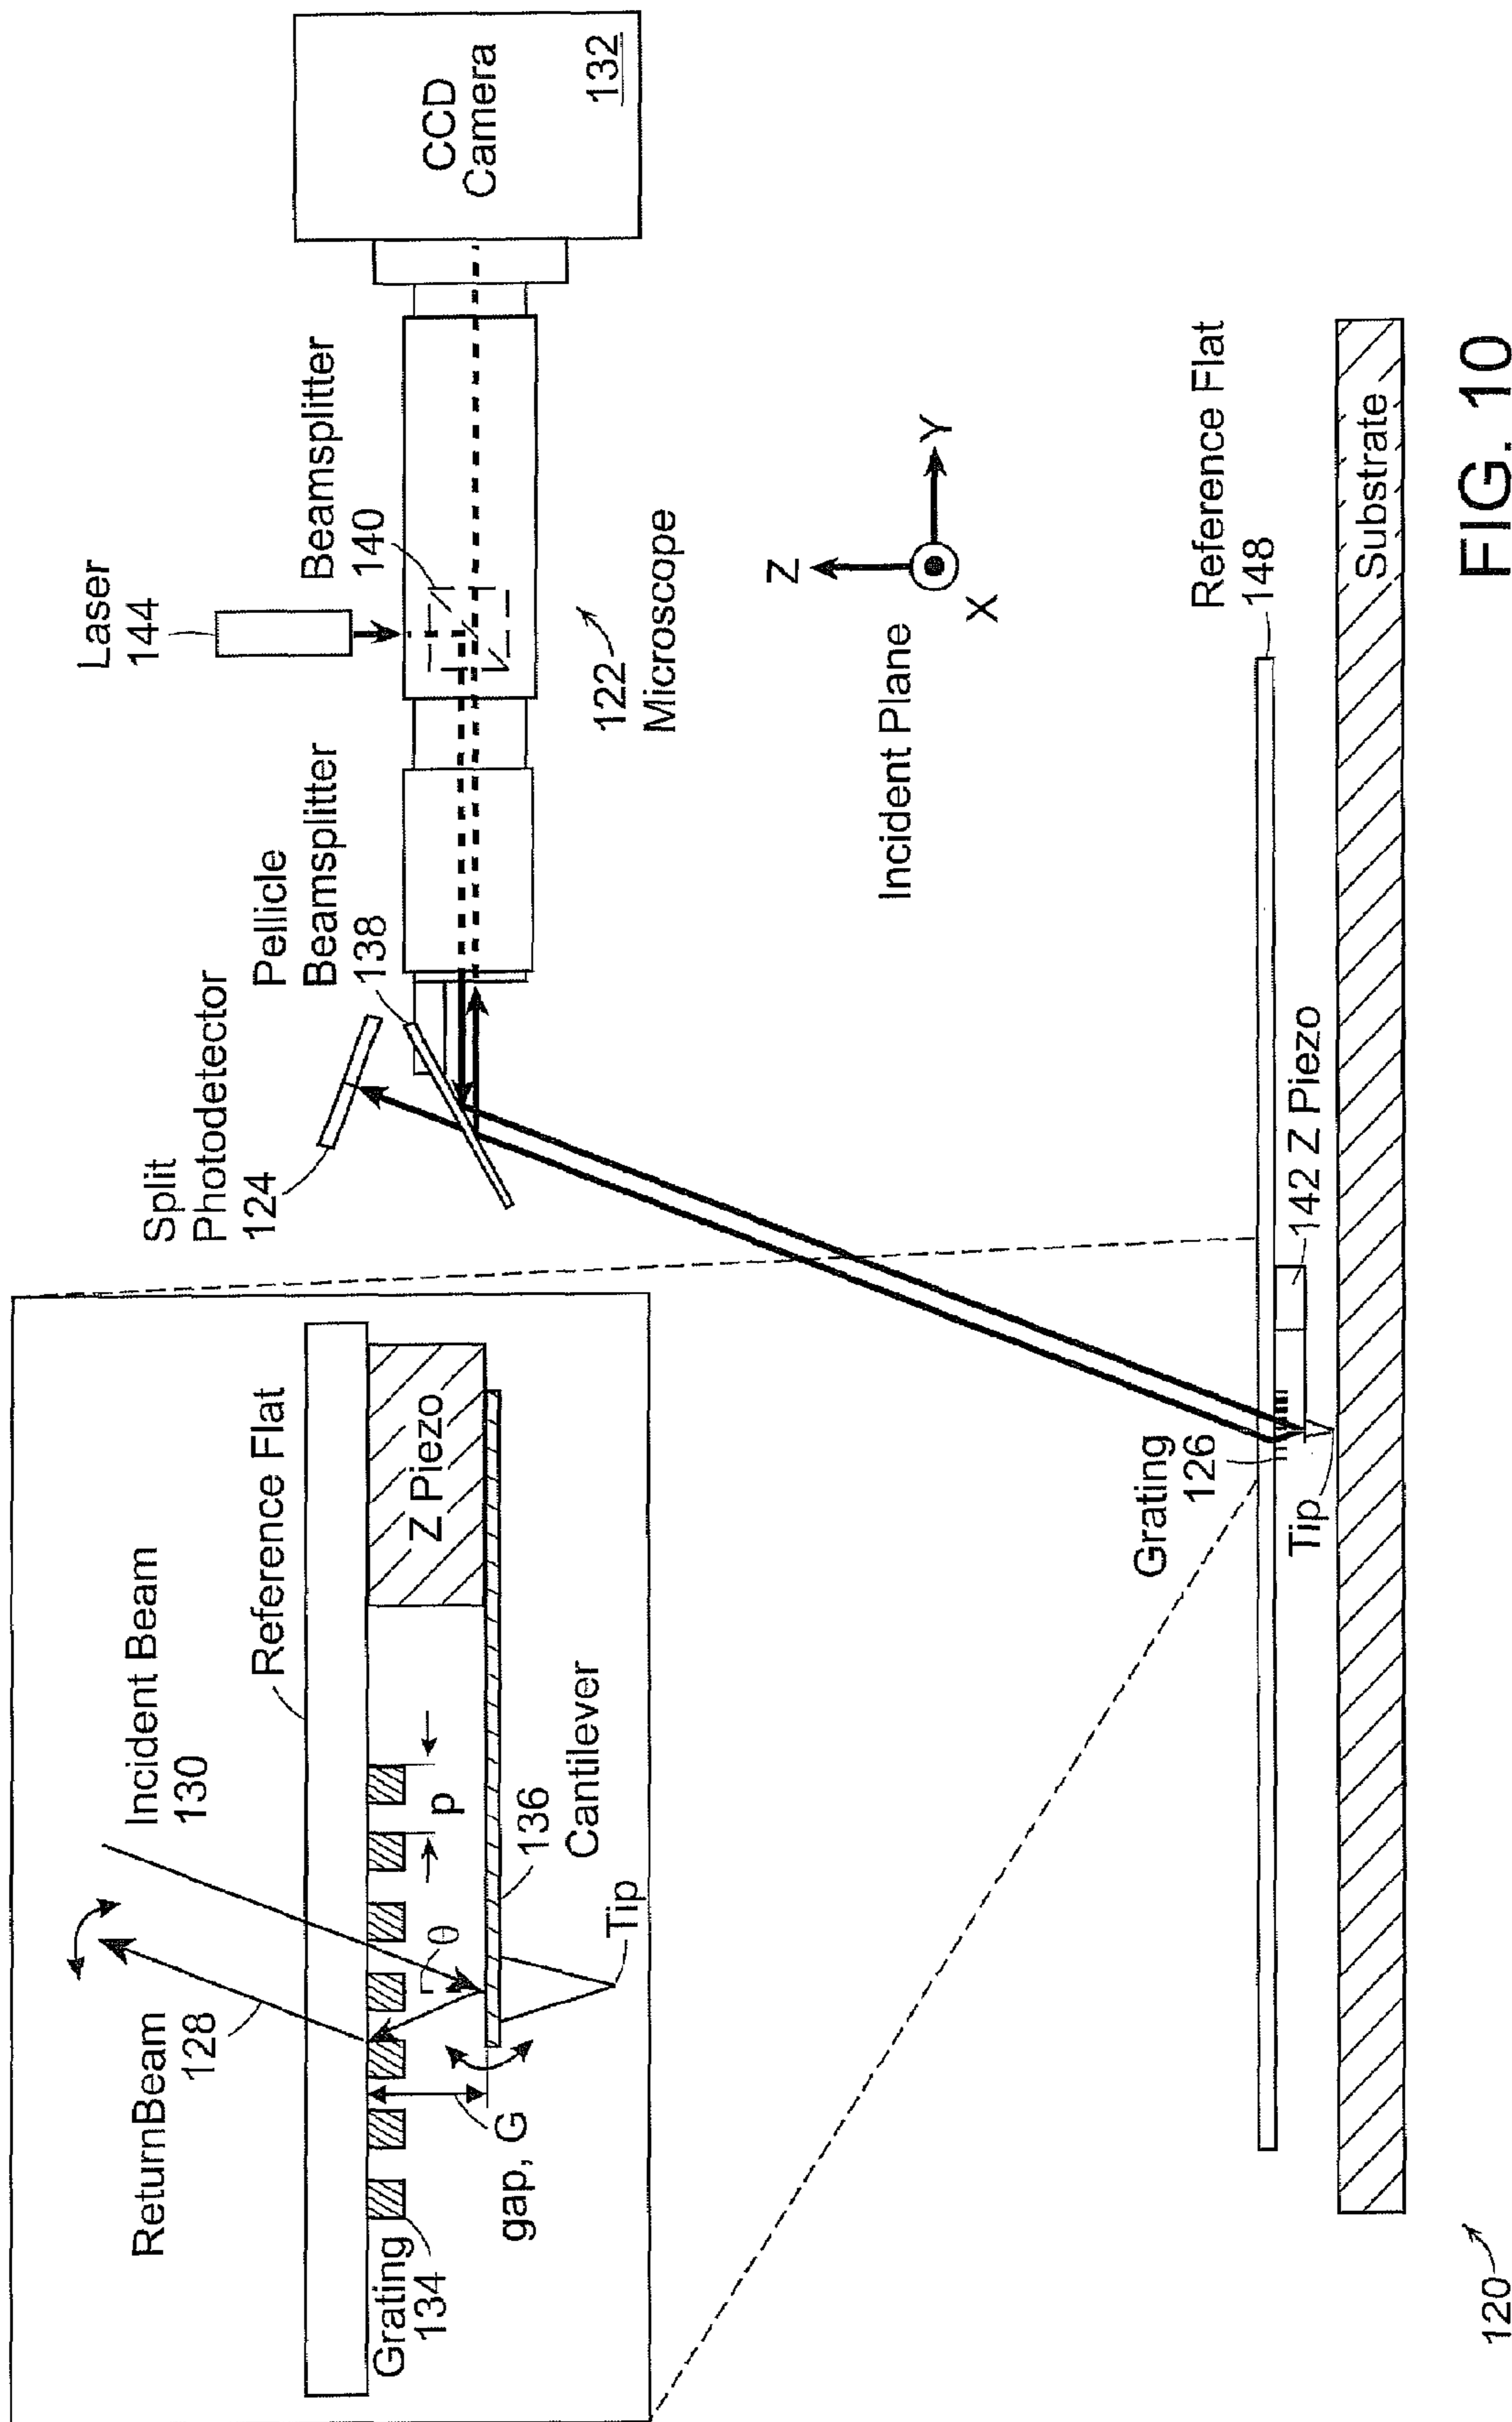 ReturnBeam
128
Incident Beam
130
Reference Flat
Grating
134
θ
p
Z Piezo
gap, G
136
Cantilever
Tip
Split
Photodetector
124
Pellicle
Beamsplitter
138
Laser
144
Beamsplitter
140
CCD
Camera
132
122
Microscope
Incident Plane
Z
Y
X
Grating
126
Tip
142 Z Piezo
Reference Flat
148
Substrate
120
FIG. 10